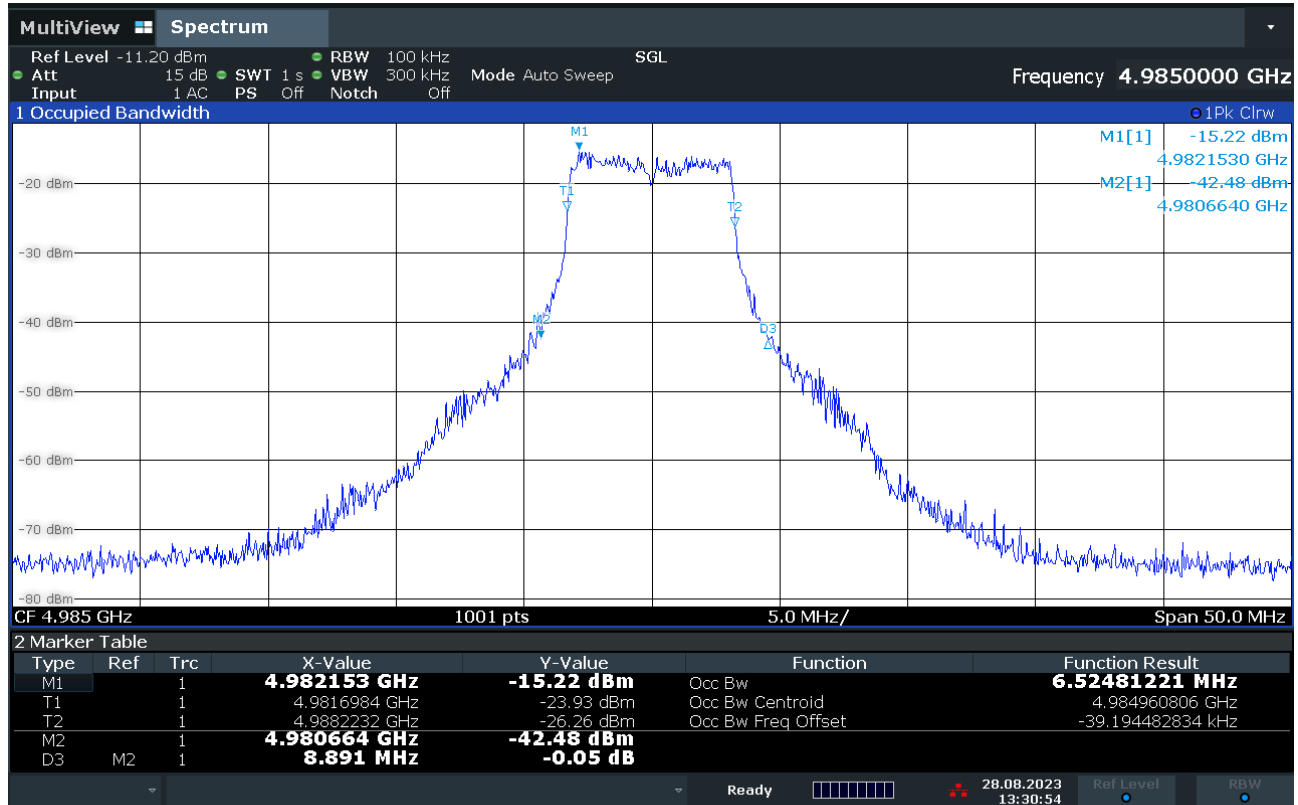 MultiView Spectrum
Ref Level -11.20 dBm RBW 100 kHz SGL
Att 15 dB SWT 1 s VBW 300 kHz Mode Auto Sweep Frequency 4.9850000 GHz
Input 1 AC PS Off Notch Off
1 Occupied Bandwidth 1Pk Clrw
M1 M1[1] -15.22 dBm
4.9821530 GHz
-20 dBm T1 M2[1] -42.48 dBm
T2 4.9806640 GHz
-30 dBm
-40 dBm M2 D3
-50 dBm
-60 dBm
-70 dBm
-80 dBm
CF 4.985 GHz 1001 pts 5.0 MHz/ Span 50.0 MHz
2 Marker Table
Type Ref Trc X-Value Y-Value Function Function Result
M1 1 4.982153 GHz -15.22 dBm Occ Bw 6.52481221 MHz
T1 1 4.9816984 GHz -23.93 dBm Occ Bw Centroid 4.984960806 GHz
T2 1 4.9882232 GHz -26.26 dBm Occ Bw Freq Offset -39.194482834 kHz
M2 1 4.980664 GHz -42.48 dBm
D3 M2 1 8.891 MHz -0.05 dB
Ready 28.08.2023 Ref Level RBW
13:30:54